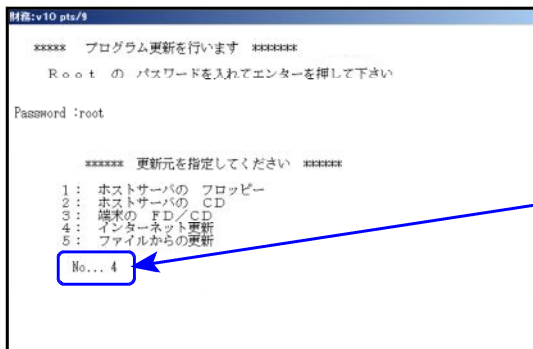 財務:v10 pts/9
***** プログラム更新を行います *******
Ｒｏｏｔ の パスワードを入れてエンターを押して下さい
Password :root
****** 更新元を指定してください ******
1: ホストサーバの フロッピー
2: ホストサーバの ＣＤ
3: 端末の ＦＤ／ＣＤ
4: インターネット更新
5: ファイルからの更新
No... 4